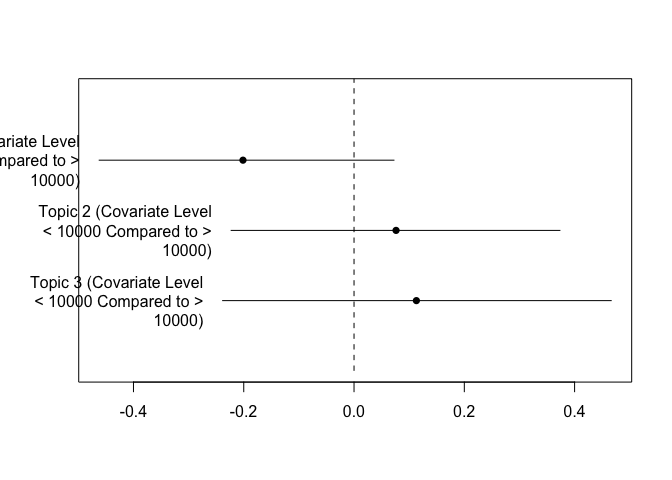 ariate Level
mpared to >
10000)
Topic 2 (Covariate Level
< 10000 Compared to >
10000)
Topic 3 (Covariate Level
< 10000 Compared to >
10000)
-0.4 -0.2 0.0 0.2 0.4